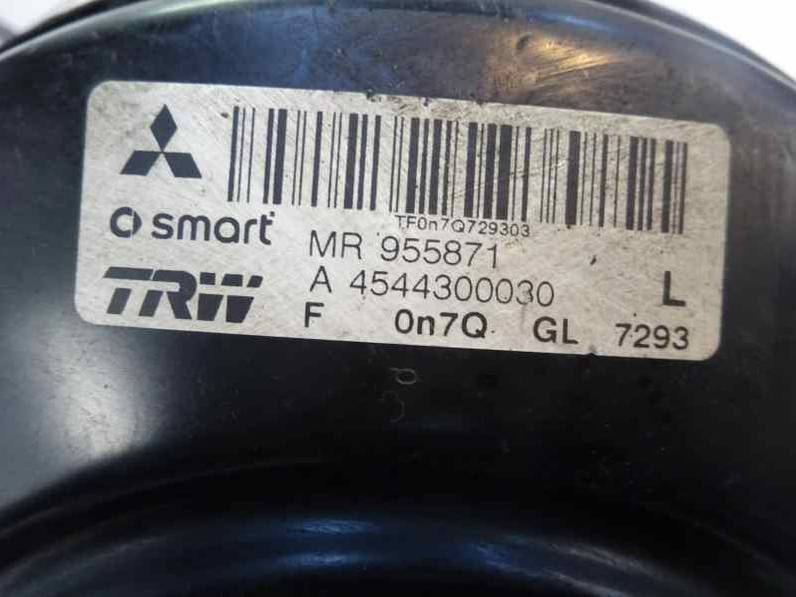 TF0n7Q729303
smart
MR 955871
A 4544300030 L
TRW
F 0n7Q GL 7293